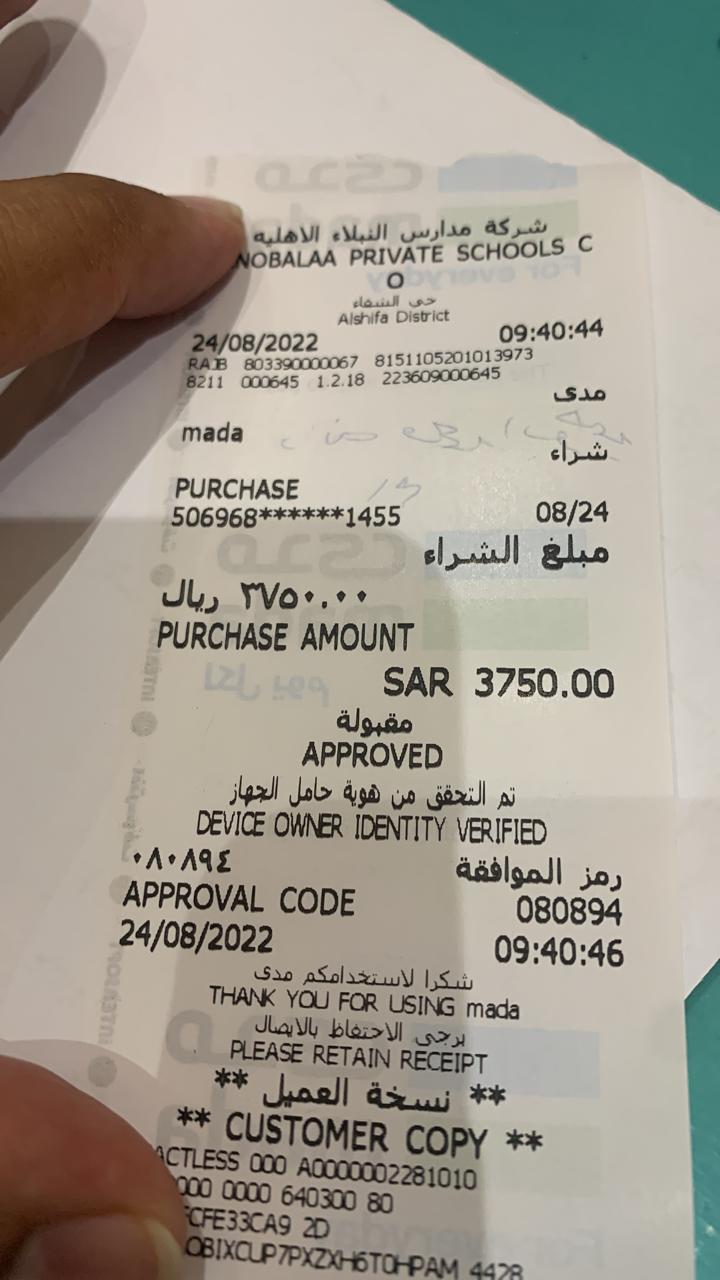 شركة مدارس النبلاء الاهليه
NOBALAA PRIVATE SCHOOLS C
O
حى الشفاء
Alshifa District
24/08/2022 09:40:44
RAJB 803390000067 8151105201013973
8211 000645 1.2.18 223609000645
مدى
mada
شراء
PURCHASE
506968******1455 08/24
مبلغ الشراء
٣٧٥٠.٠٠ ريال
PURCHASE AMOUNT
SAR 3750.00
مقبولة
APPROVED
تم التحقق من هوية حامل الجهاز
DEVICE OWNER IDENTITY VERIFIED
٠٨٠٨٩٤ رمز الموافقة
APPROVAL CODE 080894
24/08/2022 09:40:46
شكرا لاستخدامكم مدى
THANK YOU FOR USING mada
يرجى الاحتفاظ بالايصال
PLEASE RETAIN RECEIPT
** نسخة العميل **
** CUSTOMER COPY **
ACTLESS 000 A0000002281010
000 0000 640300 80
CFE33CA9 2D
OBIXCUP7PXZXH6T0HPAM 4428